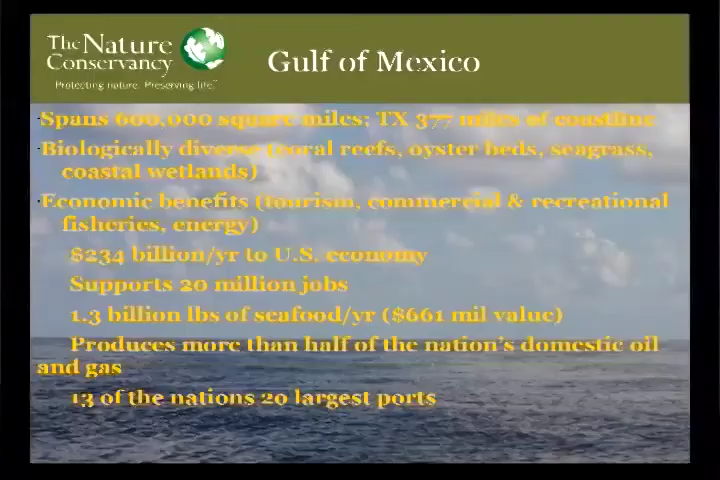 The Nature
Conservancy
Protecting nature. Preserving life.™
Gulf of Mexico
·Spans 600,000 square miles; TX 377 miles of coastline
·Biologically diverse (coral reefs, oyster beds, seagrass,
coastal wetlands)
·Economic benefits (tourism, commercial & recreational
fisheries, energy)
$234 billion/yr to U.S. economy
Supports 20 million jobs
1.3 billion lbs of seafood/yr ($661 mil value)
Produces more than half of the nation's domestic oil
and gas
13 of the nations 20 largest ports